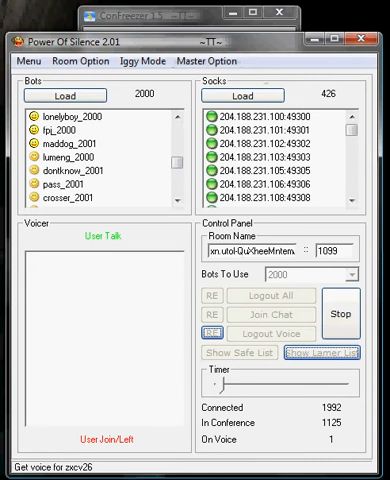 ConFreezer 1.5 ~TT~
Power Of Silence 2.01 ~TT~
Menu Room Option Iggy Mode Master Option
Bots
Load 2000
lonelyboy_2000
fpj_2000
maddog_2001
lumeng_2000
dontknow_2001
pass_2001
crosser_2001
Socks
Load 426
204.188.231.100:49300
204.188.231.101:49301
204.188.231.102:49302
204.188.231.103:49303
204.188.231.105:49305
204.188.231.106:49306
204.188.231.108:49308
Voicer
User Talk
User Join/Left
Control Panel
Room Name
:: 1099
Bots To Use 2000
RE Logout All
RE Join Chat
RE Logout Voice
Stop
Show Safe List Show Lamer List
Timer
Connected 1992
In Conference 1125
On Voice 1
Get voice for zxcv26